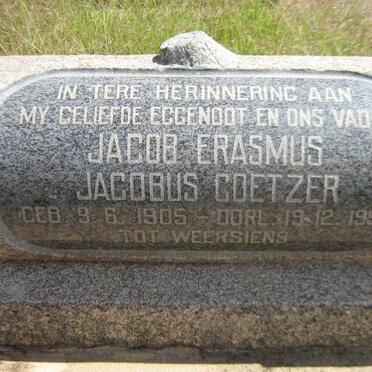 IN TERE HERINNERING AAN
MY GELIEFDE EGGENOOT EN ONS VAD
JACOB ERASMUS
JACOBUS COETZER
GEB. 9. 6. 1905 - OORL. 19.12.
TOT WEERSIENS